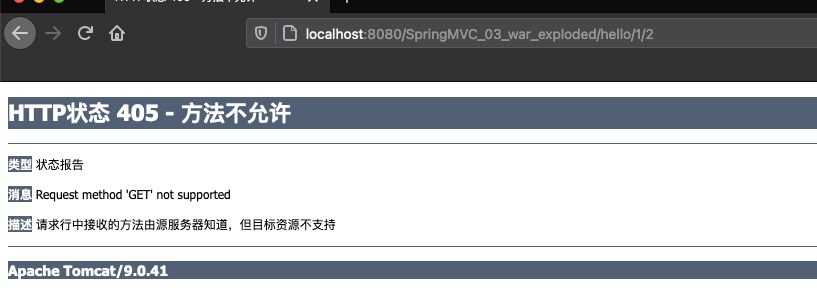 localhost:8080/SpringMVC_03_war_exploded/hello/1/2
HTTP状态 405 - 方法不允许
类型 状态报告
消息 Request method 'GET' not supported
描述 请求行中接收的方法由源服务器知道，但目标资源不支持
Apache Tomcat/9.0.41